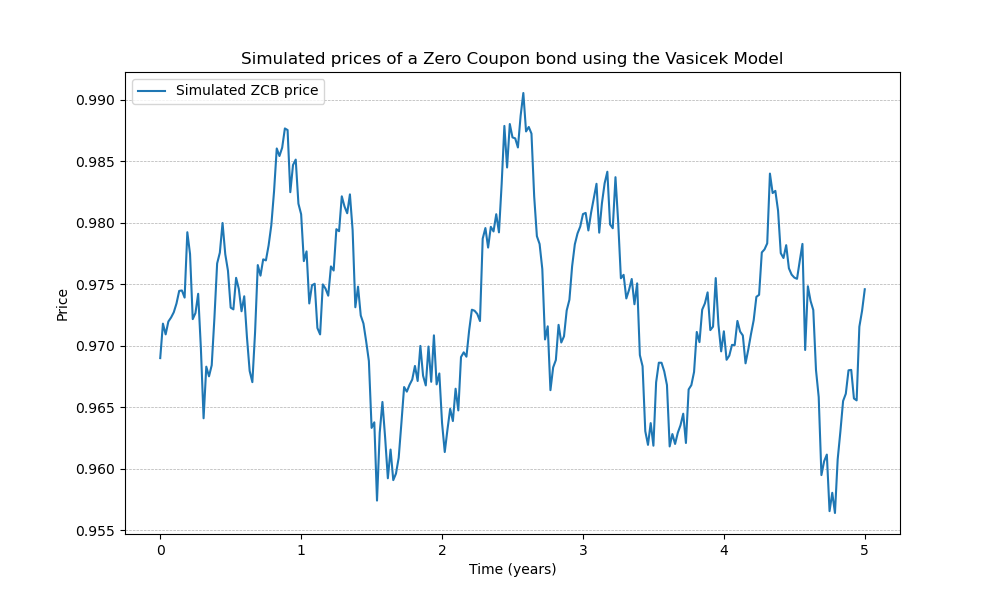 Simulated prices of a Zero Coupon bond using the Vasicek Model
Simulated ZCB price
0.990
0.985
0.980
0.975
0.970
0.965
0.960
0.955
Price
0 1 2 3 4 5
Time (years)